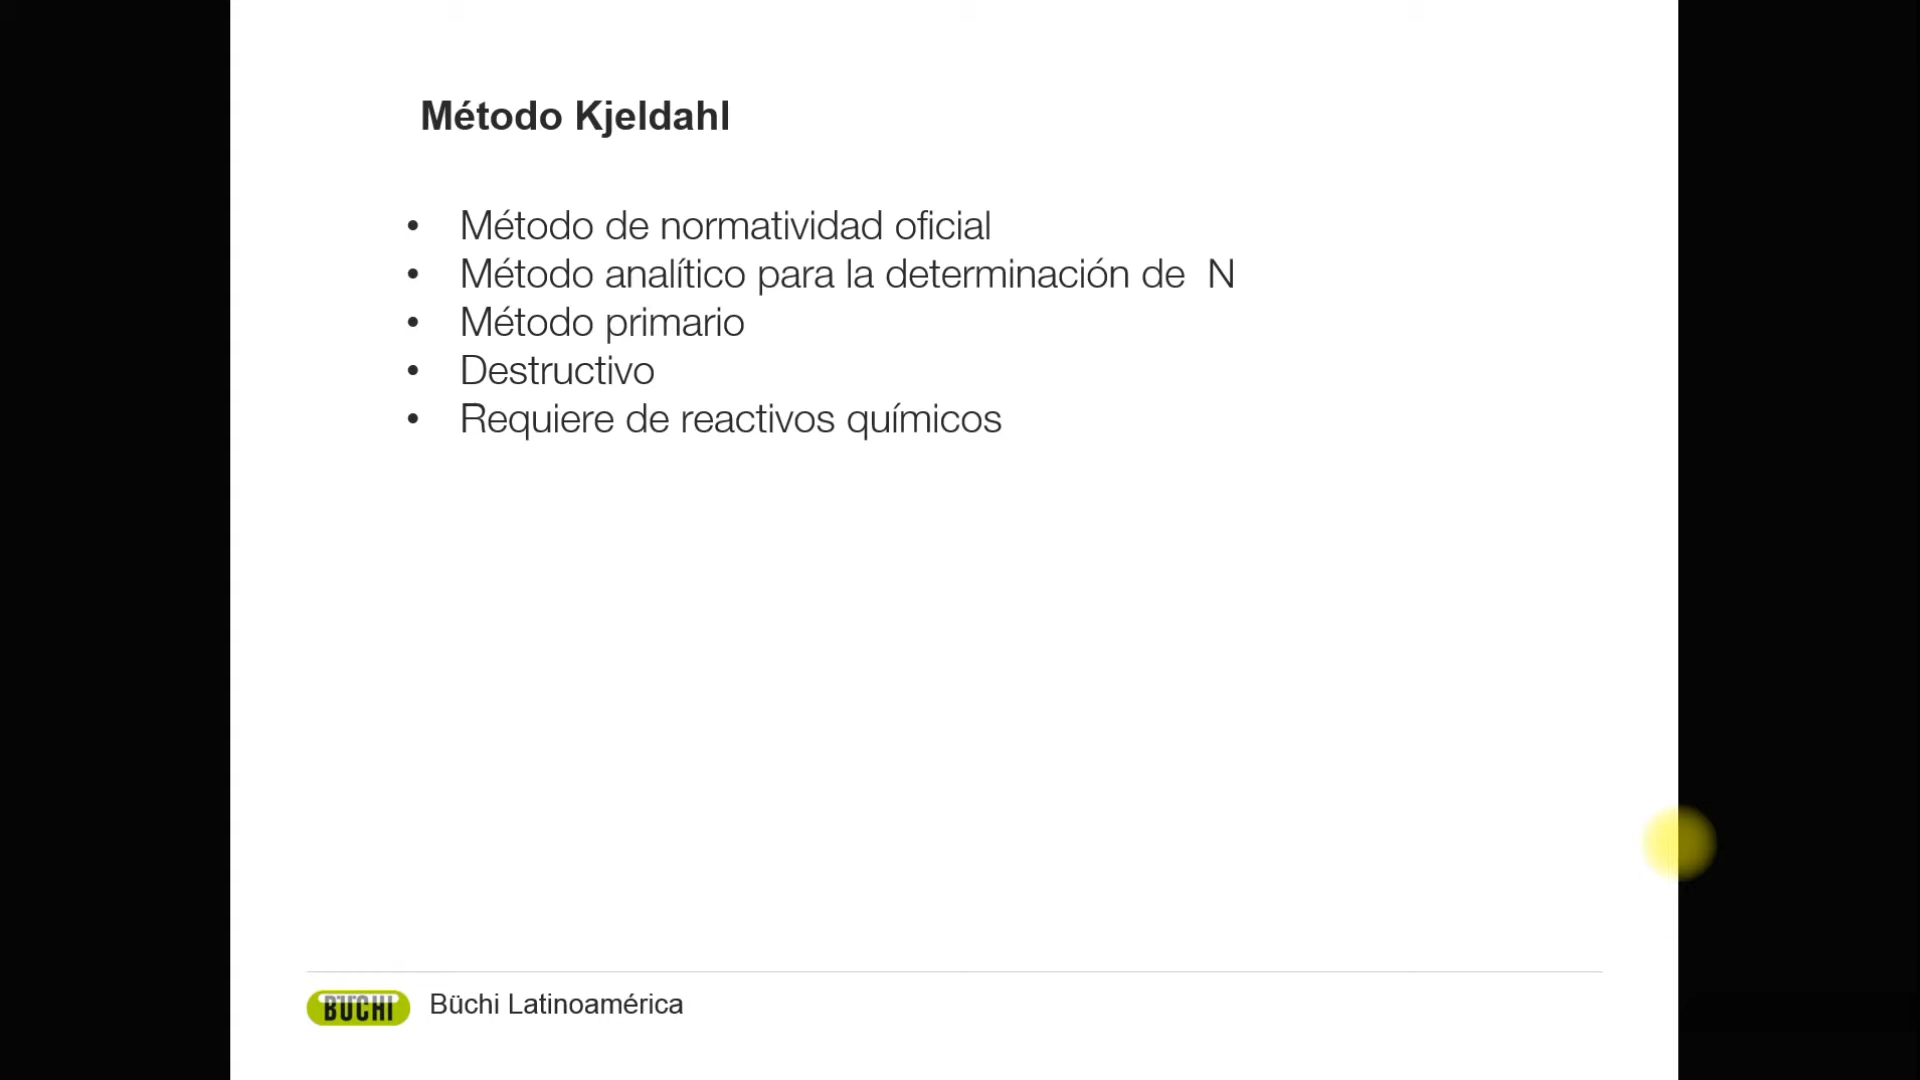 Método Kjeldahl
• Método de normatividad oficial
• Método analítico para la determinación de  N
• Método primario
• Destructivo
• Requiere de reactivos químicos
BÜCHI Büchi Latinoamérica